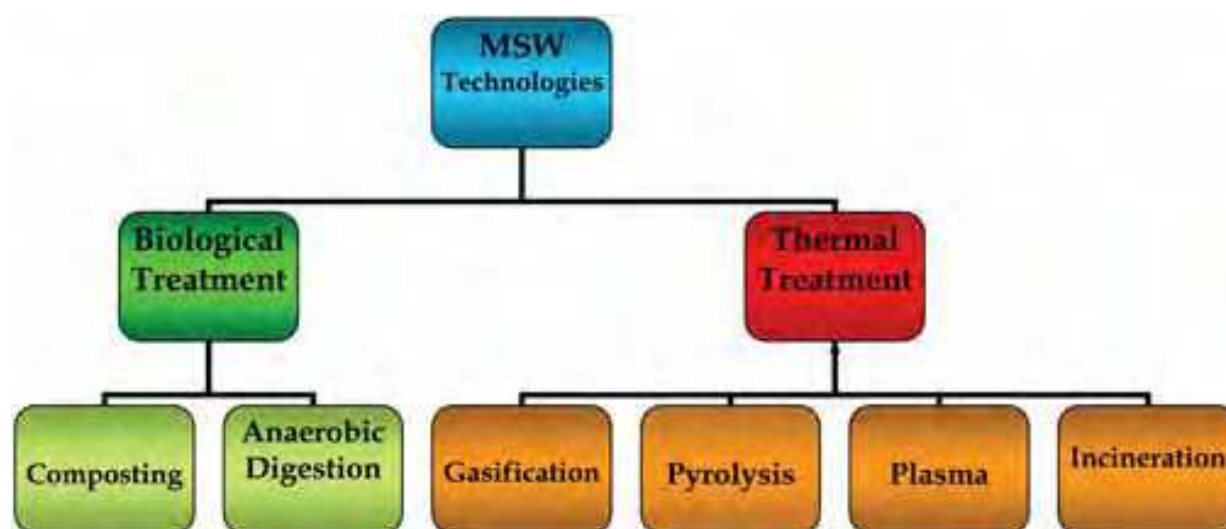 MSW
Technologies
Biological
Treatment
Thermal
Treatment
Composting
Anaerobic
Digestion
Gasification
Pyrolysis
Plasma
Incineration